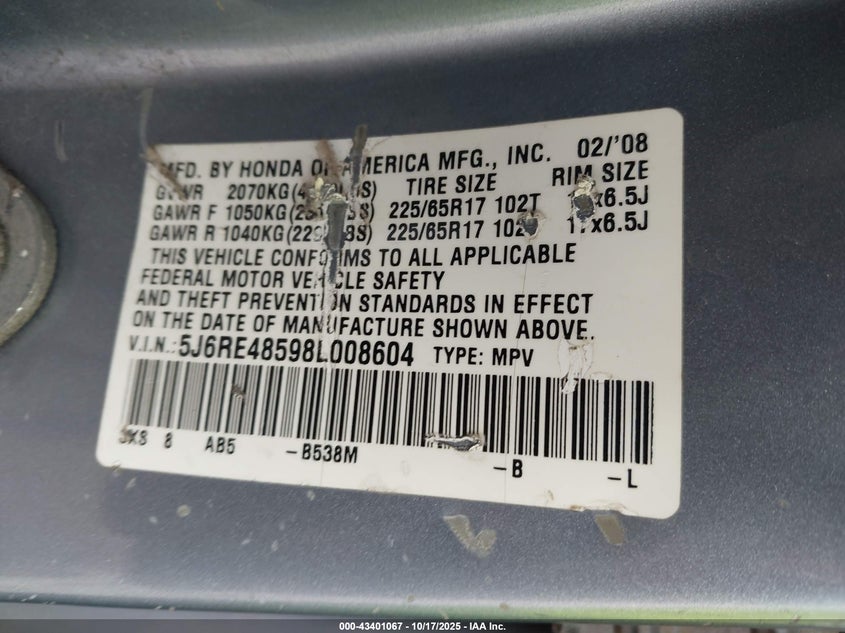 MFD. BY HONDA OF AMERICA MFG., INC. 02/'08
GVWR 2070KG TIRE SIZE RIM SIZE
GAWR F 1050KG 225/65R17 102T
GAWR R 1040KG 225/65R17 17x6.5J
THIS VEHICLE CONFORMS TO ALL APPLICABLE
FEDERAL MOTOR VEHICLE SAFETY
AND THEFT PREVENTION STANDARDS IN EFFECT
ON THE DATE OF MANUFACTURE SHOWN ABOVE.
V.I.N.: 5J6RE48598L008604 TYPE: MPV
8 AB5 -B538M -B -L
000-43401067 - 10/17/2025 - IAA Inc.